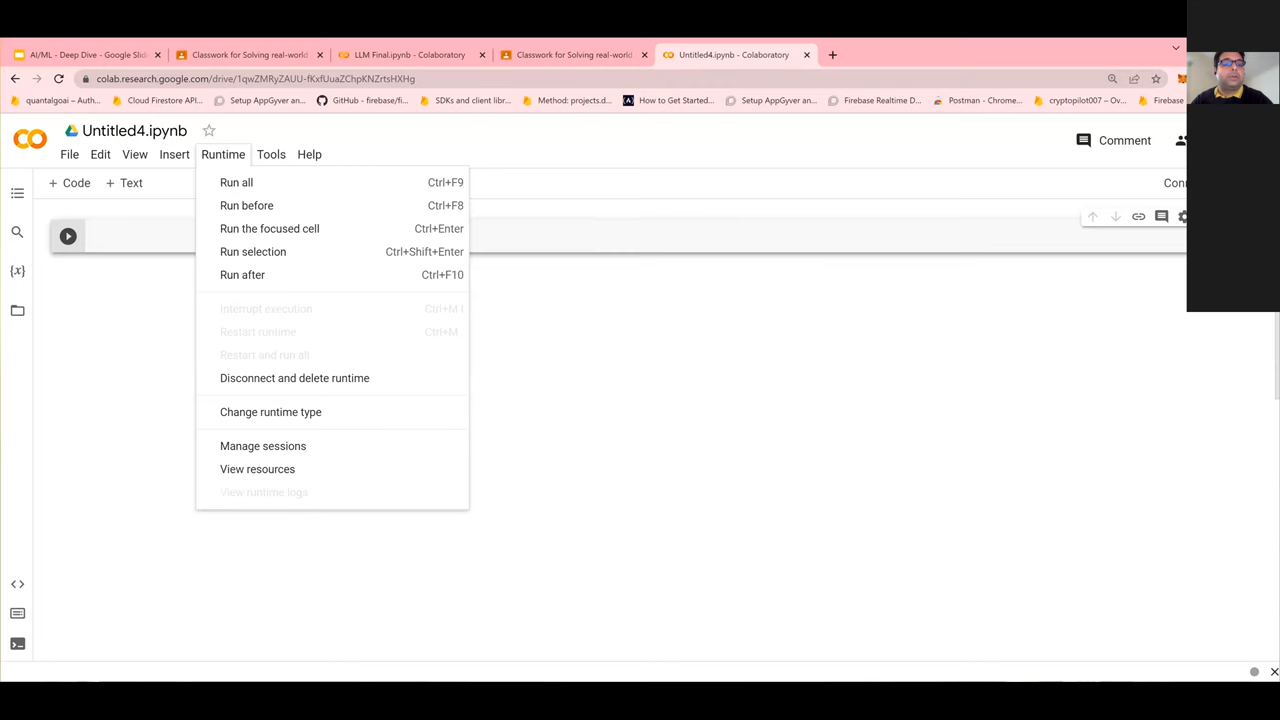 AI/ML - Deep Dive - Google Slid
Classwork for Solving real-world
LLM Final.ipynb - Colaboratory
Classwork for Solving real-world
Untitled4.ipynb - Colaboratory
colab.research.google.com/drive/1qwZMRyZAUU-fKxfUuaZChpKNZrtsHXHg
quantalgoai – Auth...
Cloud Firestore API...
Setup AppGyver an...
GitHub - firebase/fi...
SDKs and client libr...
Method: projects.d...
How to Get Started...
Setup AppGyver an...
Firebase Realtime D...
Postman - Chrome...
cryptopilot007 – Ov...
Firebase
Untitled4.ipynb
Comment
File Edit View Insert Runtime Tools Help
+ Code + Text
Conn
Run all Ctrl+F9
Run before Ctrl+F8
Run the focused cell Ctrl+Enter
Run selection Ctrl+Shift+Enter
Run after Ctrl+F10
Interrupt execution Ctrl+M I
Restart runtime Ctrl+M
Restart and run all
Disconnect and delete runtime
Change runtime type
Manage sessions
View resources
View runtime logs